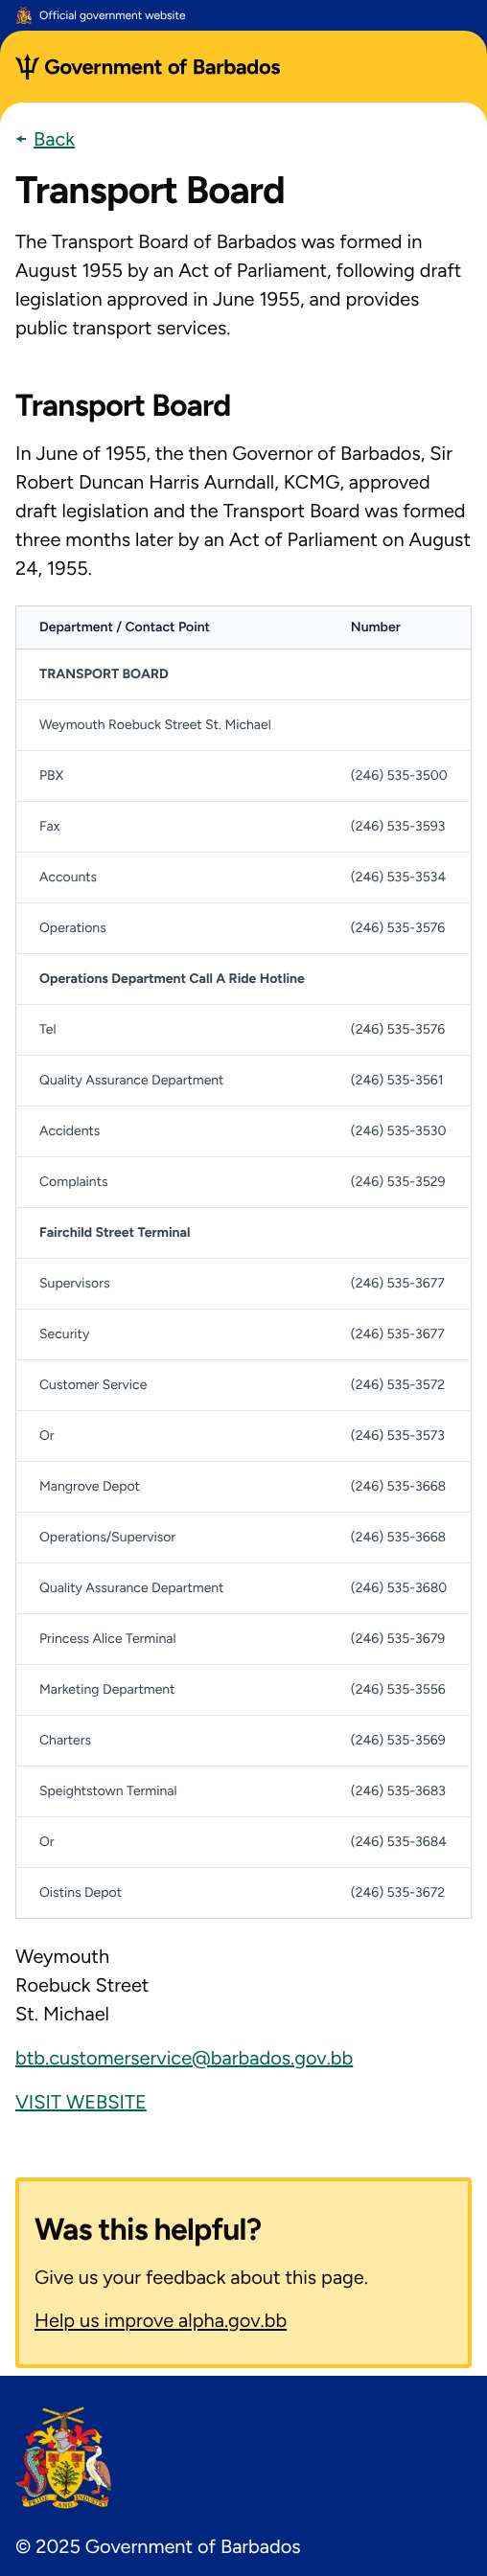 Official government website
Government of Barbados
Back
Transport Board
The Transport Board of Barbados was formed in
August 1955 by an Act of Parliament, following draft
legislation approved in June 1955, and provides
public transport services.
Transport Board
In June of 1955, the then Governor of Barbados, Sir
Robert Duncan Harris Aurndall, KCMG, approved
draft legislation and the Transport Board was formed
three months later by an Act of Parliament on August
24, 1955.
Department / Contact Point Number
TRANSPORT BOARD
Weymouth Roebuck Street St. Michael
PBX (246) 535-3500
Fax (246) 535-3593
Accounts (246) 535-3534
Operations (246) 535-3576
Operations Department Call A Ride Hotline
Tel (246) 535-3576
Quality Assurance Department (246) 535-3561
Accidents (246) 535-3530
Complaints (246) 535-3529
Fairchild Street Terminal
Supervisors (246) 535-3677
Security (246) 535-3677
Customer Service (246) 535-3572
Or (246) 535-3573
Mangrove Depot (246) 535-3668
Operations/Supervisor (246) 535-3668
Quality Assurance Department (246) 535-3680
Princess Alice Terminal (246) 535-3679
Marketing Department (246) 535-3556
Charters (246) 535-3569
Speightstown Terminal (246) 535-3683
Or (246) 535-3684
Oistins Depot (246) 535-3672
Weymouth
Roebuck Street
St. Michael
btb.customerservice@barbados.gov.bb
VISIT WEBSITE
Was this helpful?
Give us your feedback about this page.
Help us improve alpha.gov.bb
PRIDE AND INDUSTRY
© 2025 Government of Barbados